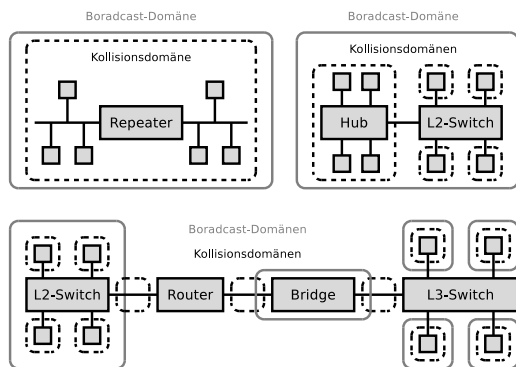 Boradcast-Domäne
Kollisionsdomäne
Repeater
Boradcast-Domäne
Kollisionsdomänen
Hub
L2-Switch
Boradcast-Domänen
Kollisionsdomänen
L2-Switch
Router
Bridge
L3-Switch